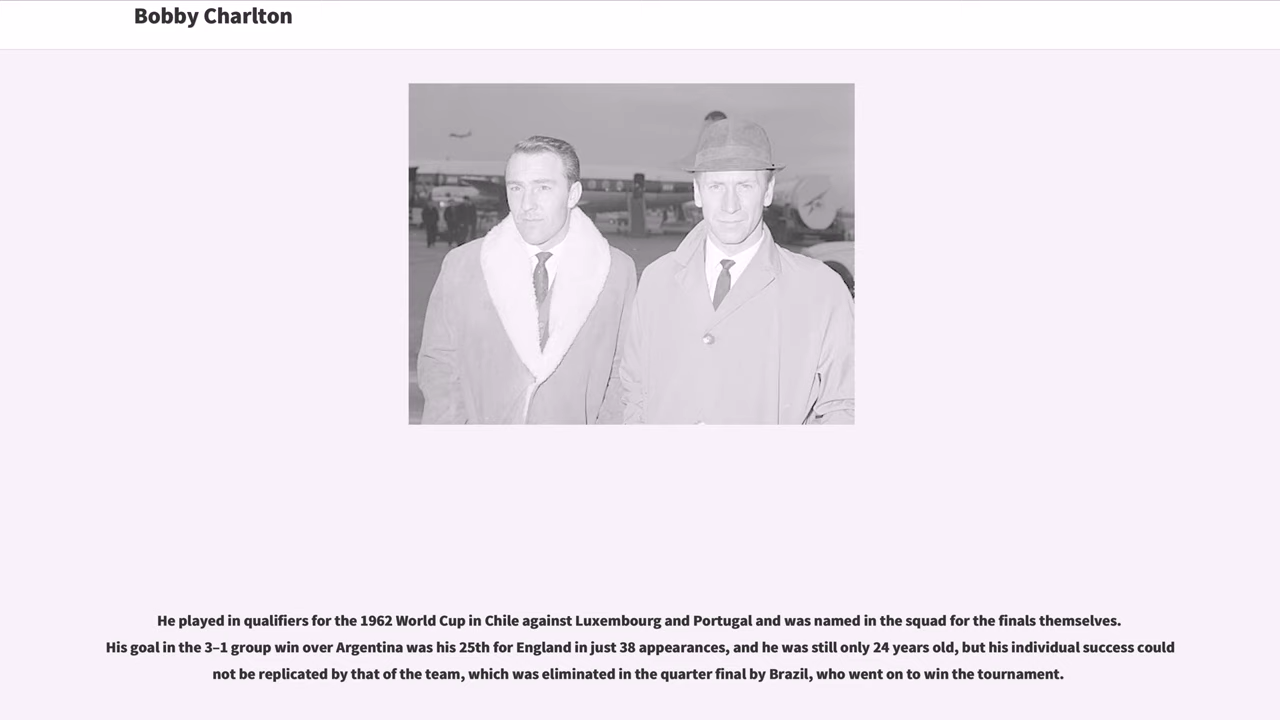 Bobby Charlton
He played in qualifiers for the 1962 World Cup in Chile against Luxembourg and Portugal and was named in the squad for the finals themselves.
His goal in the 3–1 group win over Argentina was his 25th for England in just 38 appearances, and he was still only 24 years old, but his individual success could
not be replicated by that of the team, which was eliminated in the quarter final by Brazil, who went on to win the tournament.